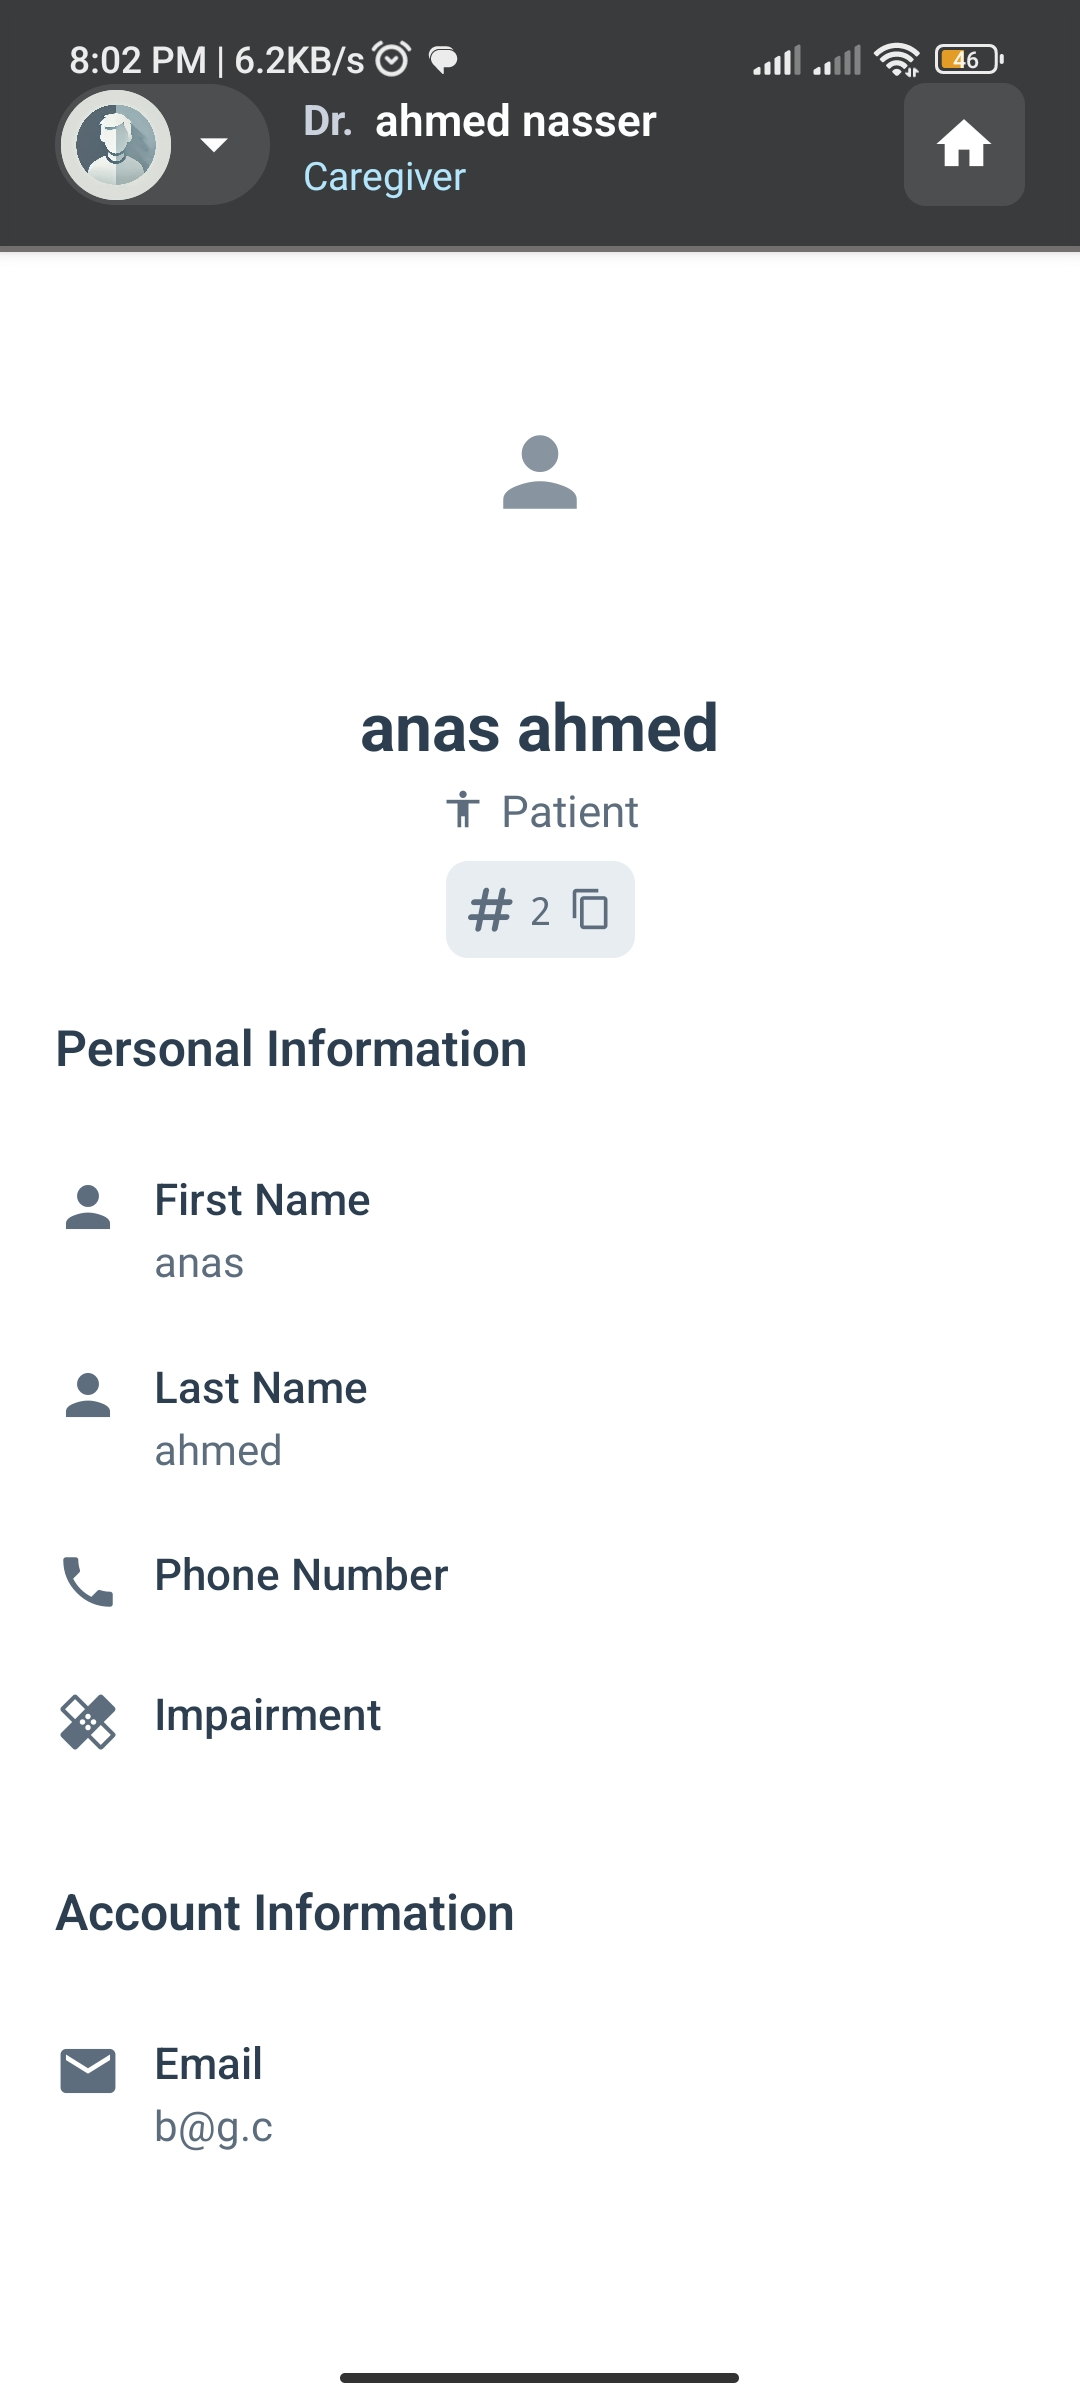 8:02 PM | 6.2KB/s 46
Dr. ahmed nasser
Caregiver
anas ahmed
Patient
# 2
Personal Information
First Name
anas
Last Name
ahmed
Phone Number
Impairment
Account Information
Email
b@g.c